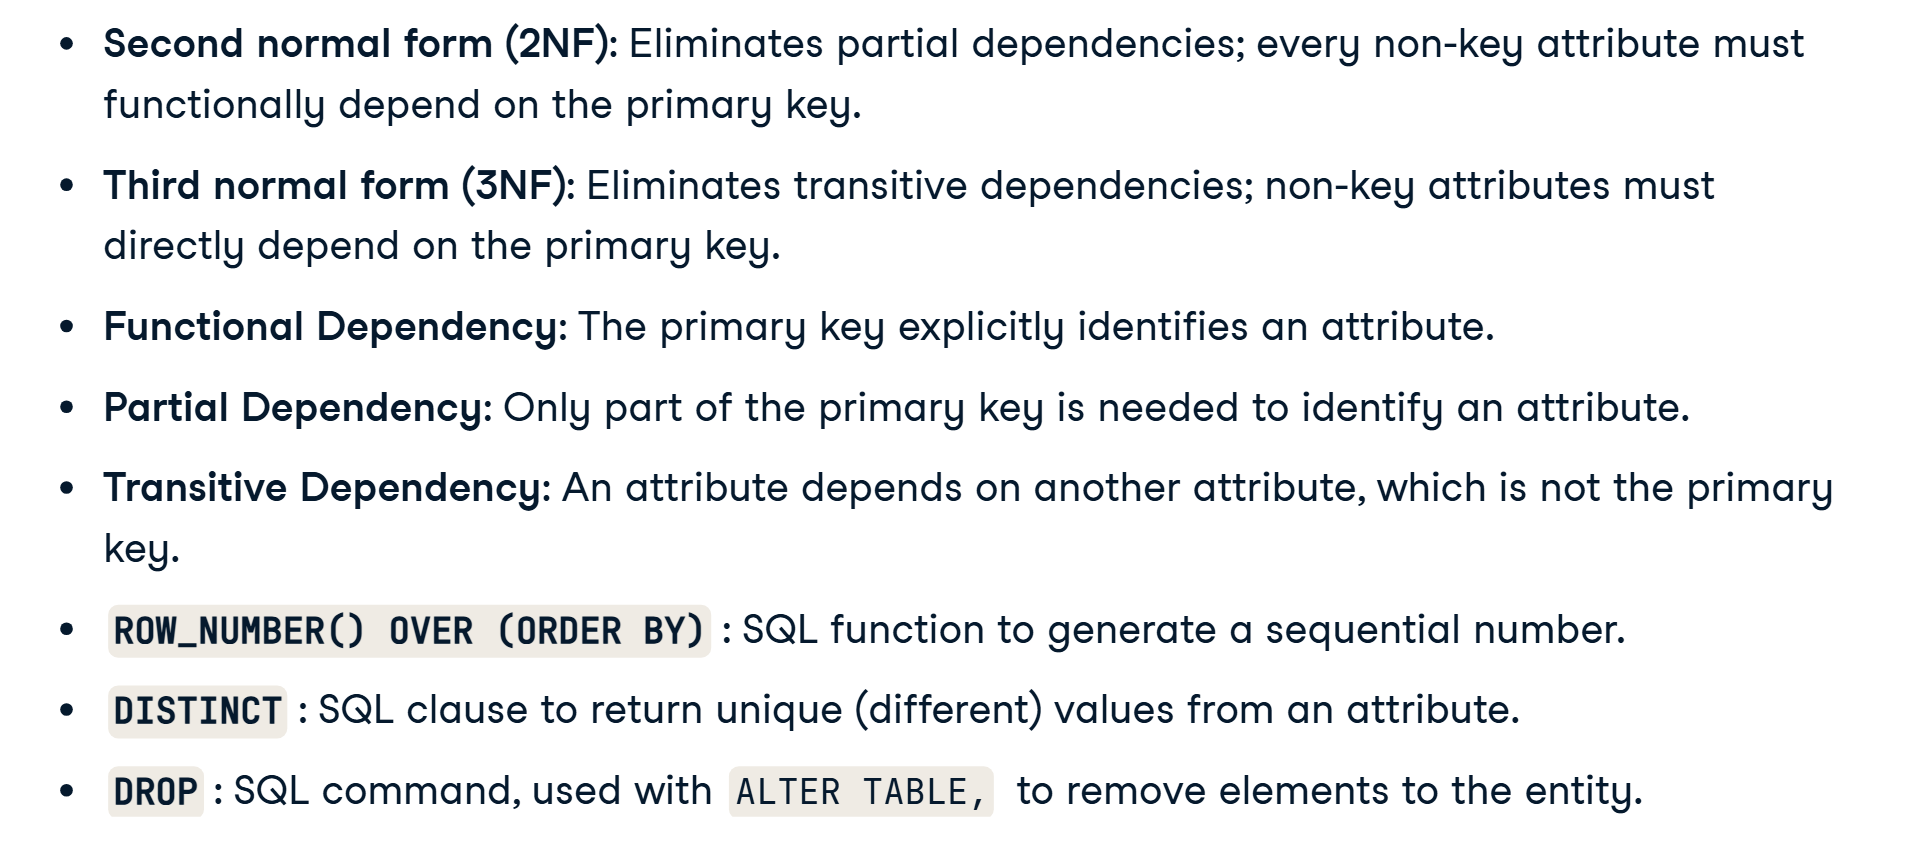 • Second normal form (2NF): Eliminates partial dependencies; every non-key attribute must
functionally depend on the primary key.
• Third normal form (3NF): Eliminates transitive dependencies; non-key attributes must
directly depend on the primary key.
• Functional Dependency: The primary key explicitly identifies an attribute.
• Partial Dependency: Only part of the primary key is needed to identify an attribute.
• Transitive Dependency: An attribute depends on another attribute, which is not the primary
key.
• ROW_NUMBER() OVER (ORDER BY) : SQL function to generate a sequential number.
• DISTINCT : SQL clause to return unique (different) values from an attribute.
• DROP : SQL command, used with ALTER TABLE, to remove elements to the entity.